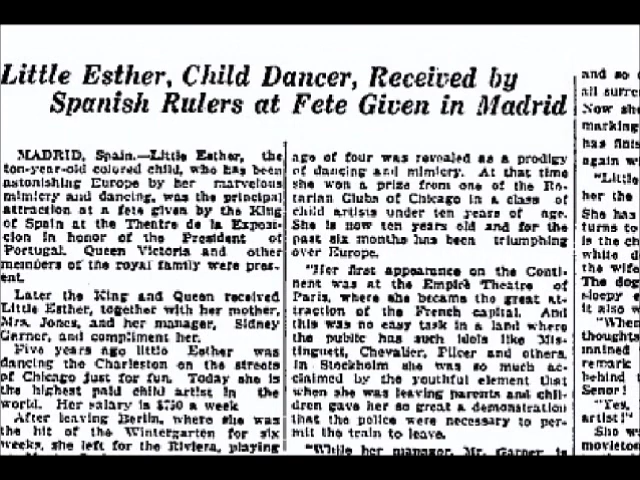 Little Esther, Child Dancer, Received by
Spanish Rulers at Fete Given in Madrid
MADRID, Spain.—Little Esther, the
ten-year-old colored child, who has been
astonishing Europe by her marvelous
mimicry and dancing, was the principal
attraction at a fete given by the King
of Spain at the Theatre de la Exposi-
cion in honor of the President of
Portugal. Queen Victoria and other
members of the royal family were pres-
ent.
Later the King and Queen received
Little Esther, together with her mother,
Mrs. Jones, and her manager, Sidney
Garner, and compliment her.
Five years ago little Esther was
dancing the Charleston on the streets
of Chicago just for fun. Today she is
the highest paid child artist in the
world. Her salary is $750 a week
After leaving Berlin, where she was
the hit of the Wintergarten for six
weeks, she left for the Riviera, playing
age of four was revealed as a prodigy
of dancing and mimicry. At that time
she won a prize from one of the Ro-
tarian Clubs of Chicago in a class of
child artists under ten years of age.
She is now ten years old and for the
past six months has been triumphing
over Europe.
"Her first appearance on the Conti-
nent was at the Empire Theatre of
Paris, where she became the great at-
traction of the French capital. And
this was no easy task in a land where
the public has such idols like Mis-
tinguett, Chevalier, Pilcer and others.
In Stockholm she was so much ac-
claimed by the youthful element that
when she was leaving parents and chil-
dren gave her so great a demonstration
that the police were necessary to per-
mit the train to leave.
"While her manager, Mr. Garner, is
and so
all surre
Now she
marking
has finis
again w
"Little
her the
She has
turns to
is the ch
white d
the wife
The dog
sleepy e
it also w
"When
thoughts
mained
remark
behind
Senor!
"Yes,
artist!"
She w
movieton